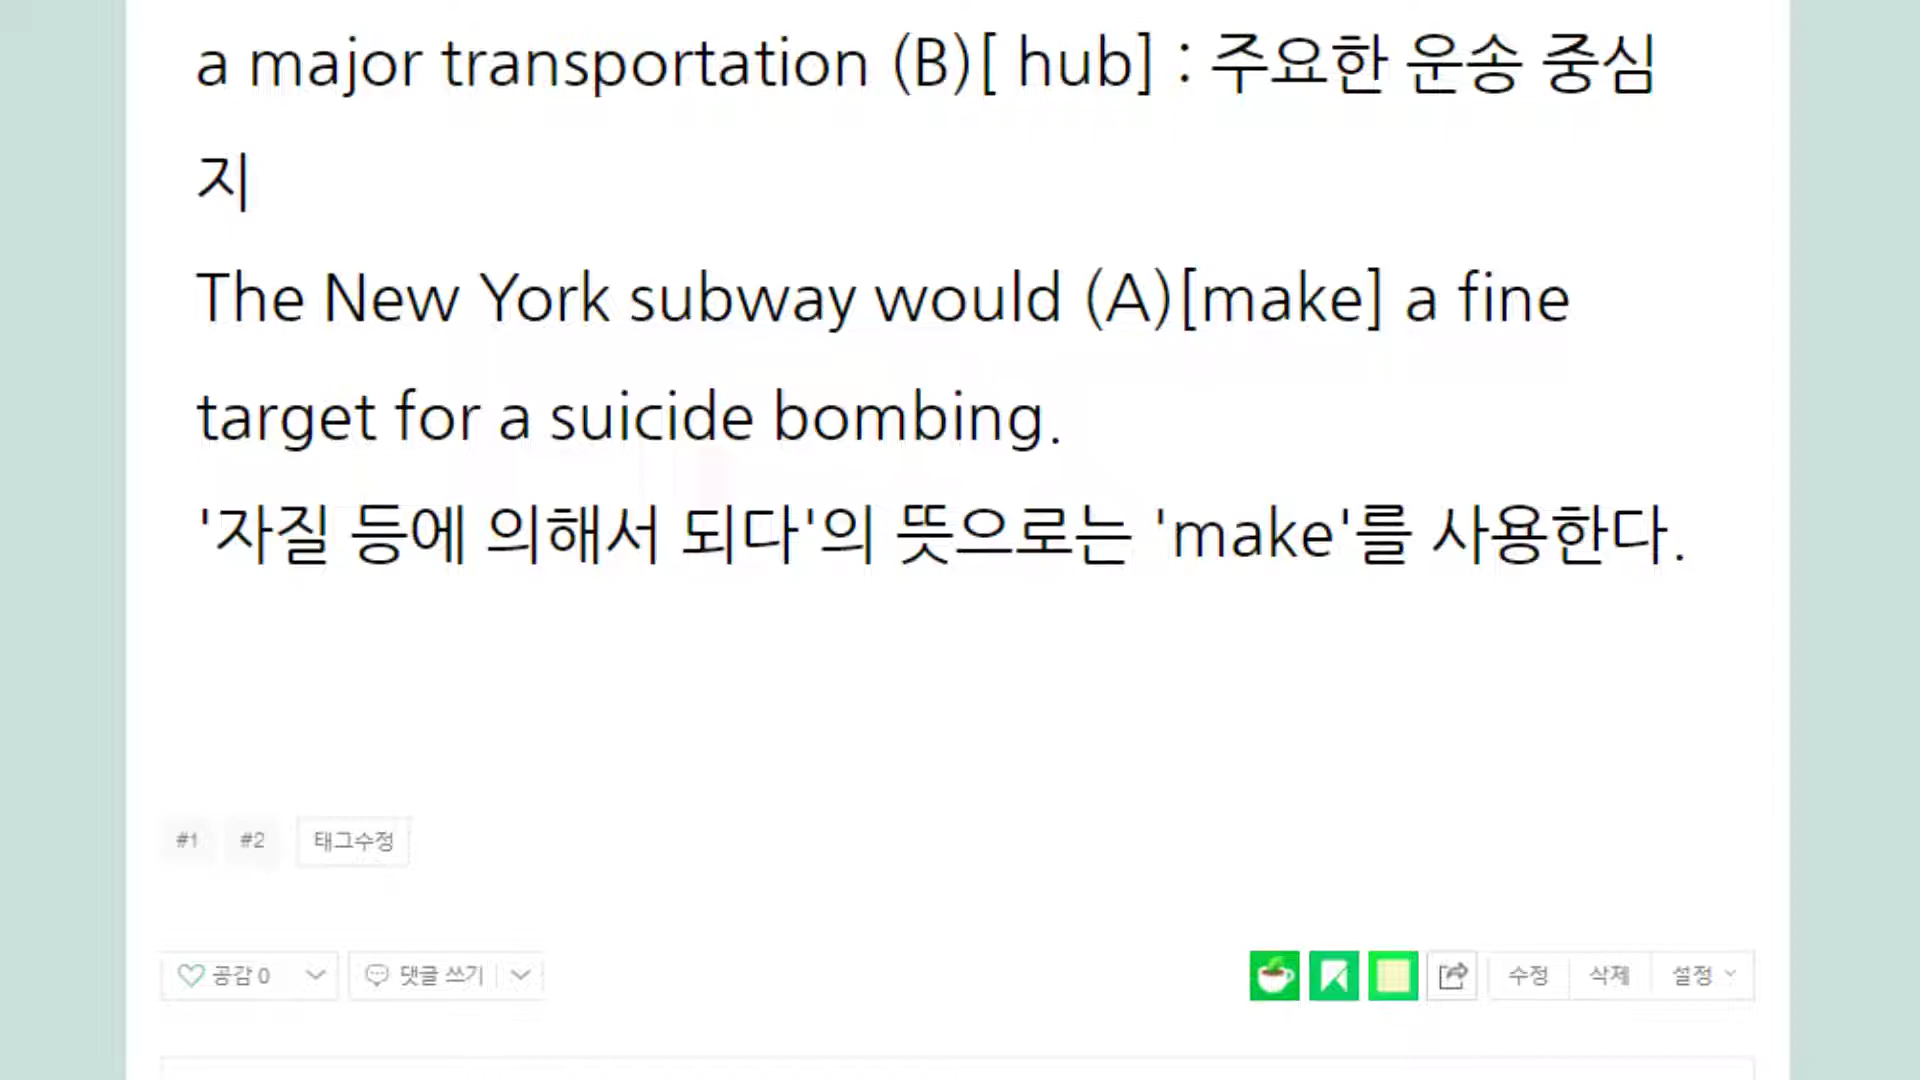 a major transportation (B)[ hub] : 주요한 운송 중심
지
The New York subway would (A)[make] a fine
target for a suicide bombing.
'자질 등에 의해서 되다'의 뜻으로는 'make'를 사용한다.
#1 #2 태그수정
공감 0 댓글 쓰기 수정 삭제 설정